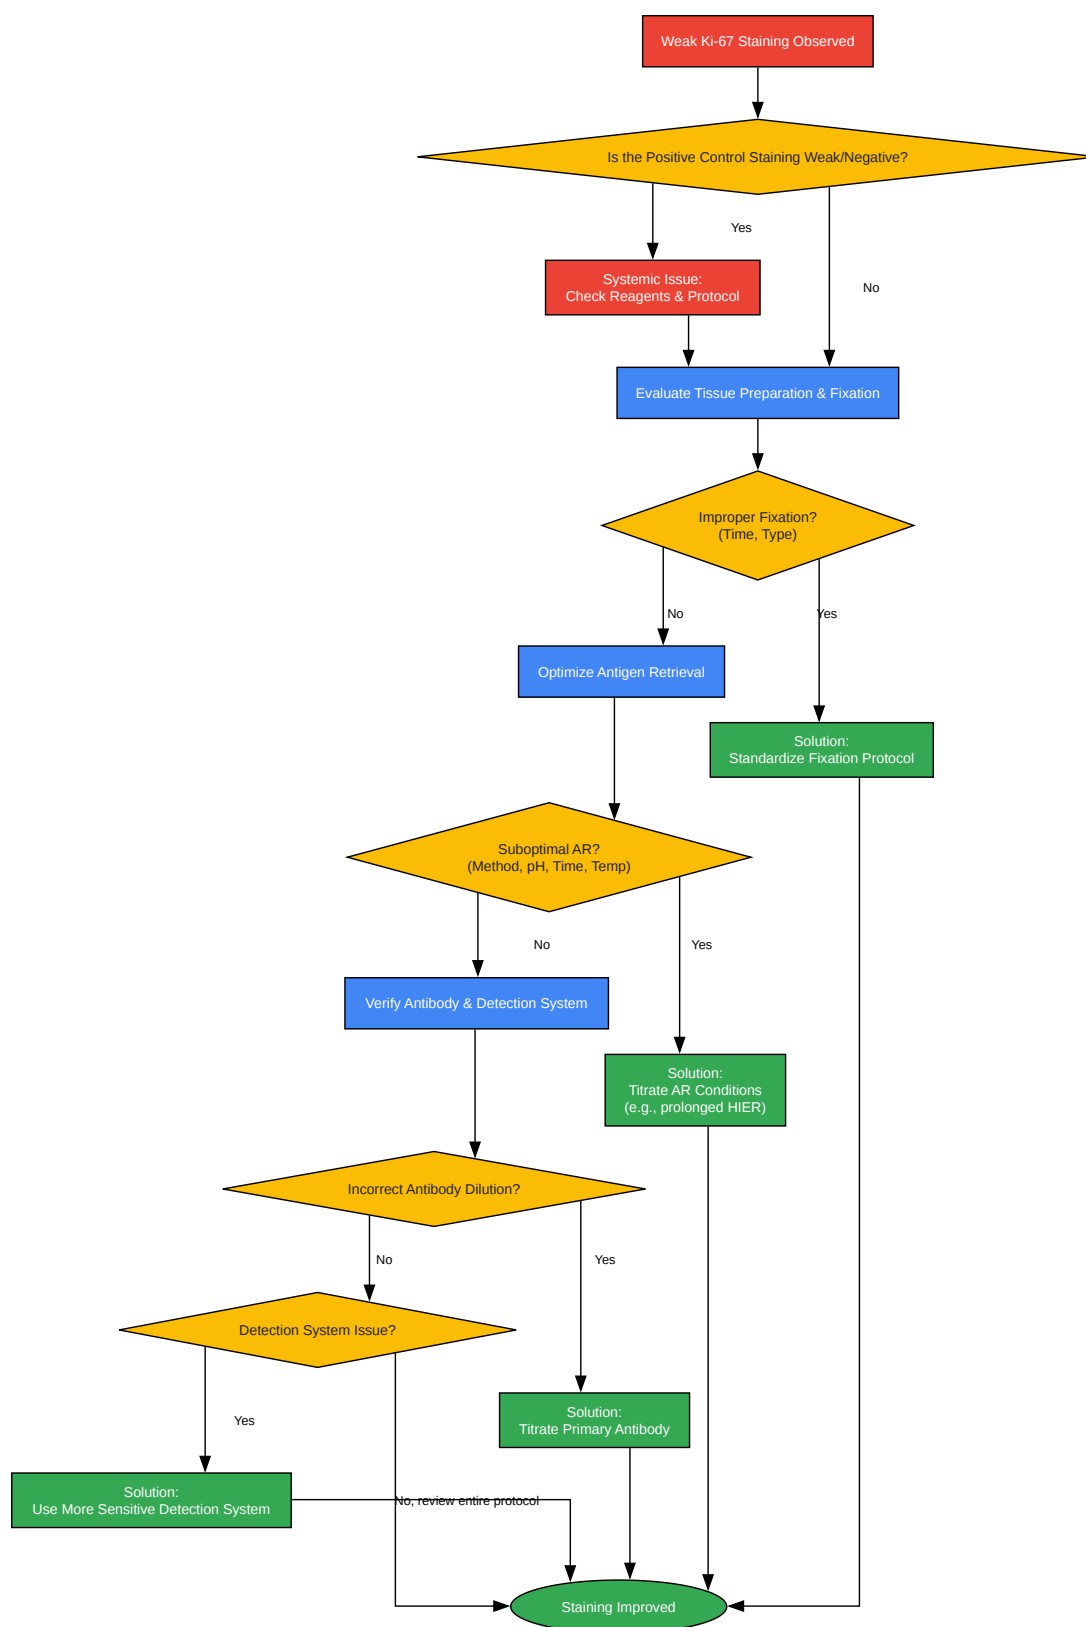 Weak Ki-67 Staining Observed
Is the Positive Control Staining Weak/Negative?
Yes
Systemic Issue:
Check Reagents & Protocol
No
Evaluate Tissue Preparation & Fixation
Improper Fixation?
(Time, Type)
No
Yes
Optimize Antigen Retrieval
Solution:
Standardize Fixation Protocol
Suboptimal AR?
(Method, pH, Time, Temp)
No
Yes
Verify Antibody & Detection System
Solution:
Titrate AR Conditions
(e.g., prolonged HIER)
Incorrect Antibody Dilution?
No
Yes
Detection System Issue?
Yes
Solution:
Titrate Primary Antibody
Solution:
Use More Sensitive Detection System
No, review entire protocol
Staining Improved